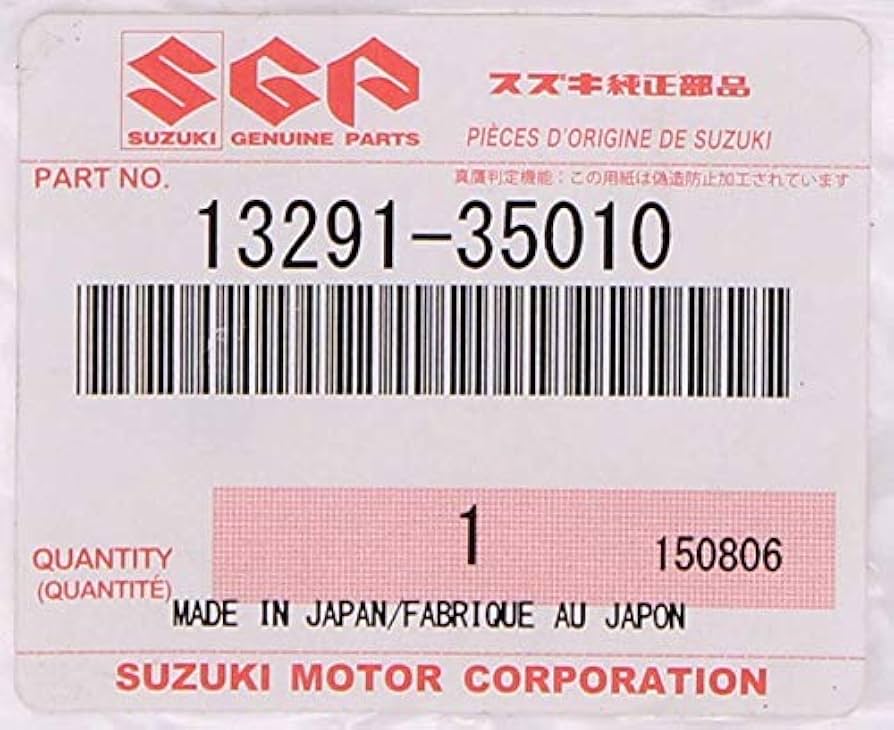 SGP
スズキ純正部品
SUZUKI GENUINE PARTS
PIÈCES D'ORIGINE DE SUZUKI
PART NO.
真贋判定機能:この用紙は偽造防止加工されています
13291-35010
1
150806
QUANTITY
(QUANTITÉ)
MADE IN JAPAN/FABRIQUE AU JAPON
SUZUKI MOTOR CORPORATION